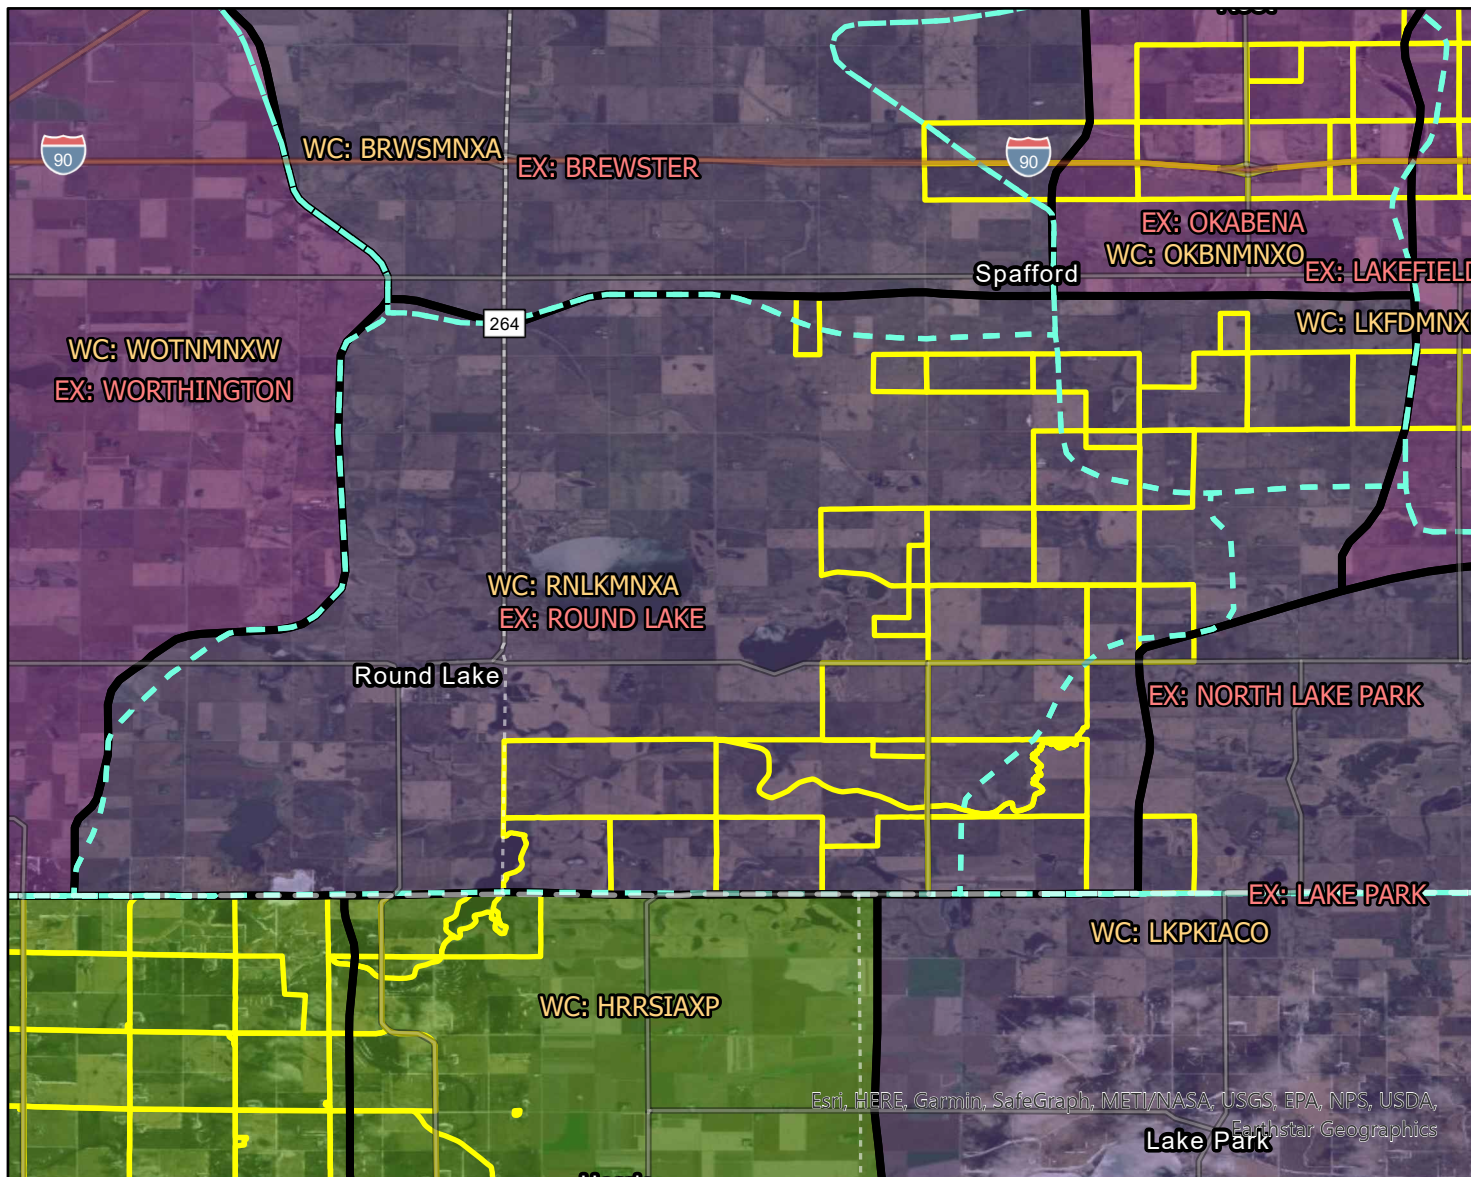 90
WC: BRWSMNXA
EX: BREWSTER
90
EX: OKABENA
WC: OKBNMNXO
Spafford
EX: LAKEFIELD
264
WC: LKFDMNX
WC: WOTNMNXW
EX: WORTHINGTON
WC: RNLKMNXA
EX: ROUND LAKE
Round Lake
EX: NORTH LAKE PARK
EX: LAKE PARK
WC: LKPKIACO
WC: HRRSIAXP
Esri, HERE, Garmin, SafeGraph, METI/NASA, USGS, EPA, NPS, USDA,
Earthstar Geographics
Lake Park